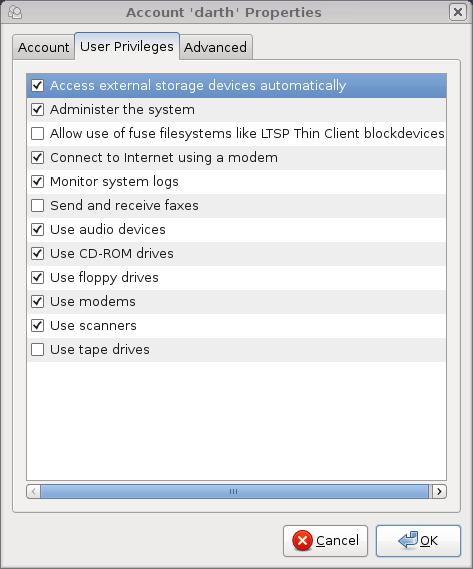 Account 'darth' Properties
Account User Privileges Advanced
Access external storage devices automatically
Administer the system
Allow use of fuse filesystems like LTSP Thin Client blockdevices
Connect to Internet using a modem
Monitor system logs
Send and receive faxes
Use audio devices
Use CD-ROM drives
Use floppy drives
Use modems
Use scanners
Use tape drives
Cancel OK